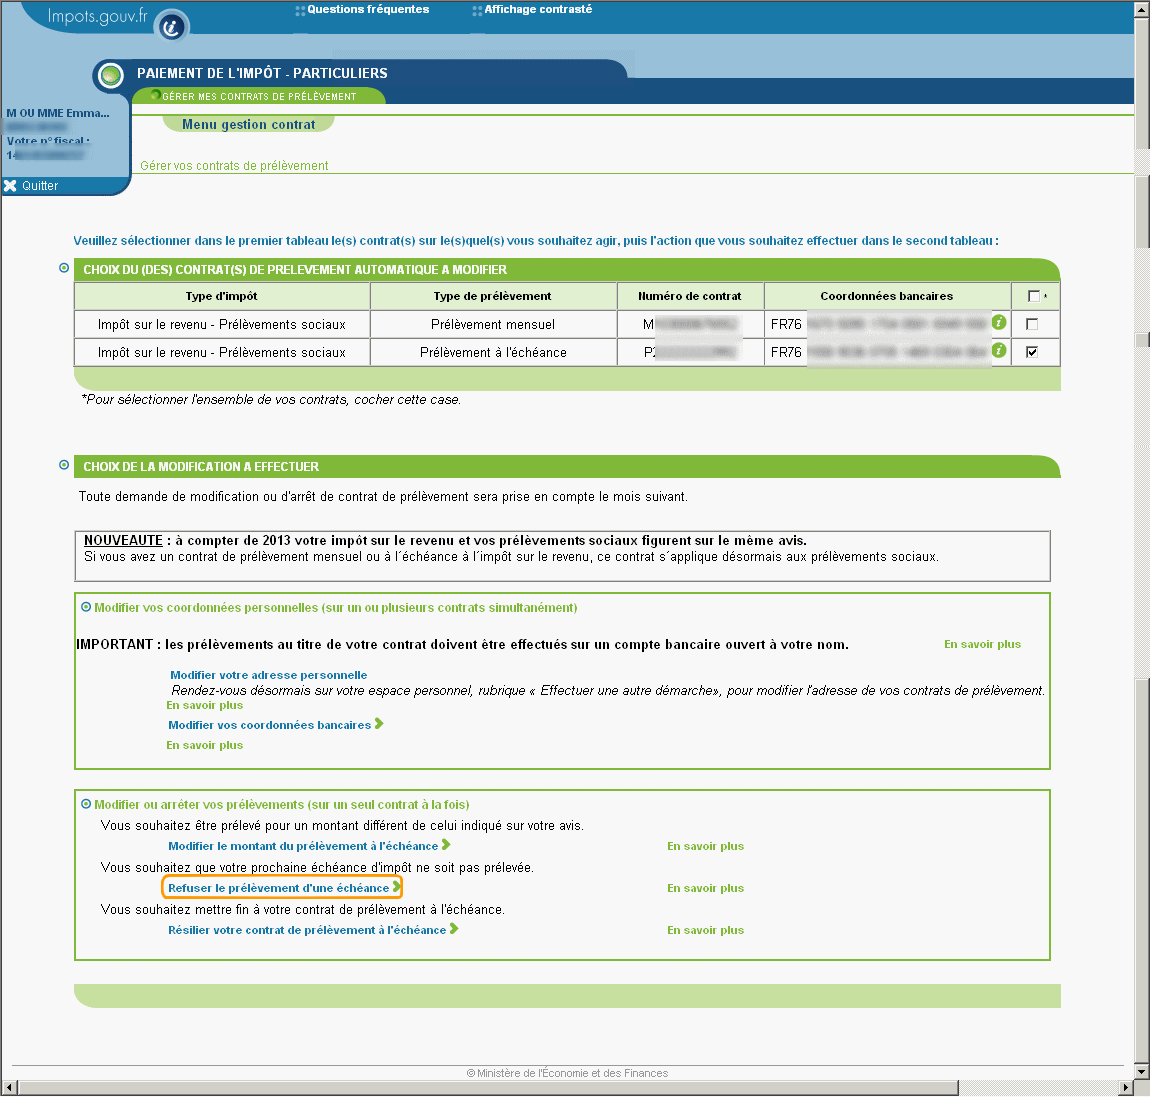 Impots.gouv.fr
Questions fréquentes
Affichage contrasté
PAIEMENT DE L'IMPÔT - PARTICULIERS
GÉRER MES CONTRATS DE PRÉLÈVEMENT
Menu gestion contrat
M OU MME Emma...
Votre n° fiscal :
Quitter
Gérer vos contrats de prélèvement
Veuillez sélectionner dans le premier tableau le(s) contrat(s) sur le(s)quel(s) vous souhaitez agir, puis l'action que vous souhaitez effectuer dans le second tableau :
CHOIX DU (DES) CONTRAT(S) DE PRELEVEMENT AUTOMATIQUE A MODIFIER
Type d'impôt Type de prélèvement Numéro de contrat Coordonnées bancaires *
Impôt sur le revenu - Prélèvements sociaux Prélèvement mensuel M FR76
Impôt sur le revenu - Prélèvements sociaux Prélèvement à l'échéance P FR76
*Pour sélectionner l'ensemble de vos contrats, cocher cette case.
CHOIX DE LA MODIFICATION A EFFECTUER
Toute demande de modification ou d'arrêt de contrat de prélèvement sera prise en compte le mois suivant.
NOUVEAUTE : à compter de 2013 votre impôt sur le revenu et vos prélèvements sociaux figurent sur le même avis.
Si vous avez un contrat de prélèvement mensuel ou à l´échéance à l´impôt sur le revenu, ce contrat s´applique désormais aux prélèvements sociaux.
Modifier vos coordonnées personnelles (sur un ou plusieurs contrats simultanément)
IMPORTANT : les prélèvements au titre de votre contrat doivent être effectués sur un compte bancaire ouvert à votre nom. En savoir plus
Modifier votre adresse personnelle
Rendez-vous désormais sur votre espace personnel, rubrique « Effectuer une autre démarche», pour modifier l'adresse de vos contrats de prélèvement.
En savoir plus
Modifier vos coordonnées bancaires
En savoir plus
Modifier ou arréter vos prélèvements (sur un seul contrat à la fois)
Vous souhaitez être prélevé pour un montant différent de celui indiqué sur votre avis.
Modifier le montant du prélèvement à l'échéance En savoir plus
Vous souhaitez que votre prochaine échéance d'impôt ne soit pas prélevée.
Refuser le prélèvement d'une échéance En savoir plus
Vous souhaitez mettre fin à votre contrat de prélèvement à l'échéance.
Résilier votre contrat de prélèvement à l'échéance En savoir plus
© Ministère de l'Économie et des Finances